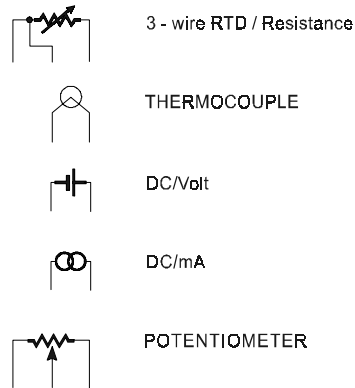 3 - wire RTD / Resistance
THERMOCOUPLE
DC/Volt
DC/mA
POTENTIOMETER